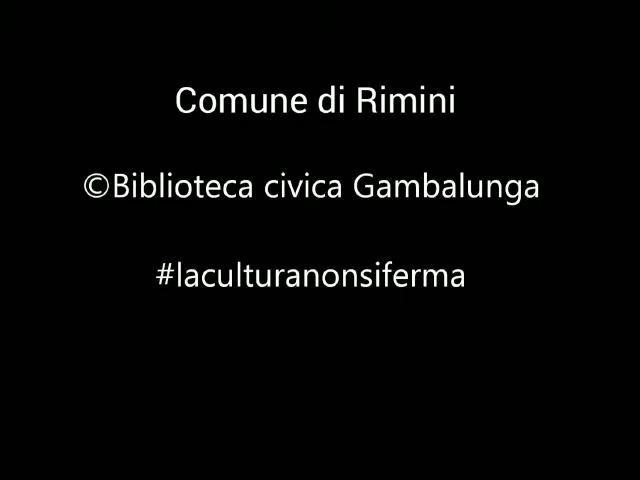 Comune di Rimini
©Biblioteca civica Gambalunga
#laculturanonsiferma